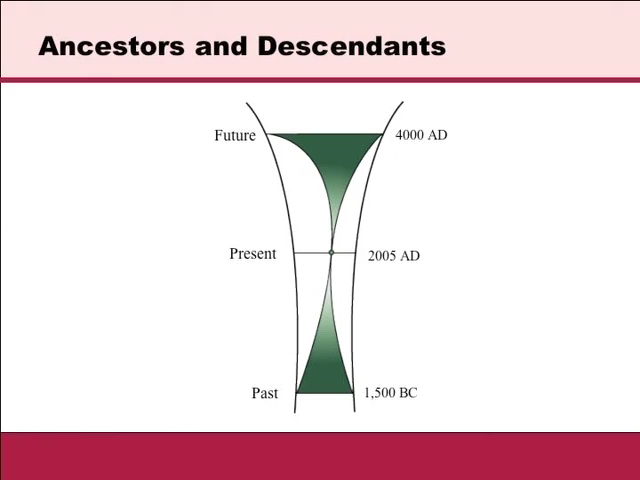 Ancestors and Descendants
Future 4000 AD
Present 2005 AD
Past 1,500 BC